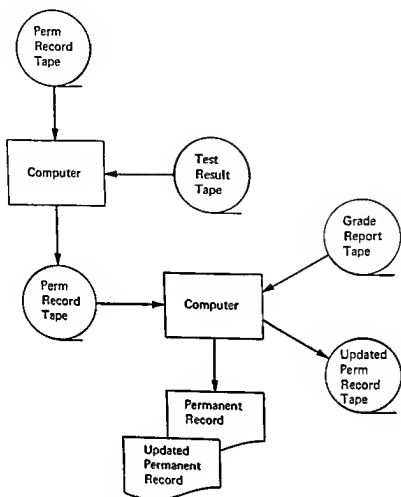 Perm
Record
Tape
Computer
Test
Result
Tape
Grade
Report
Tape
Perm
Record
Tape
Computer
Updated
Perm
Record
Tape
Permanent
Record
Updated
Permanent
Record